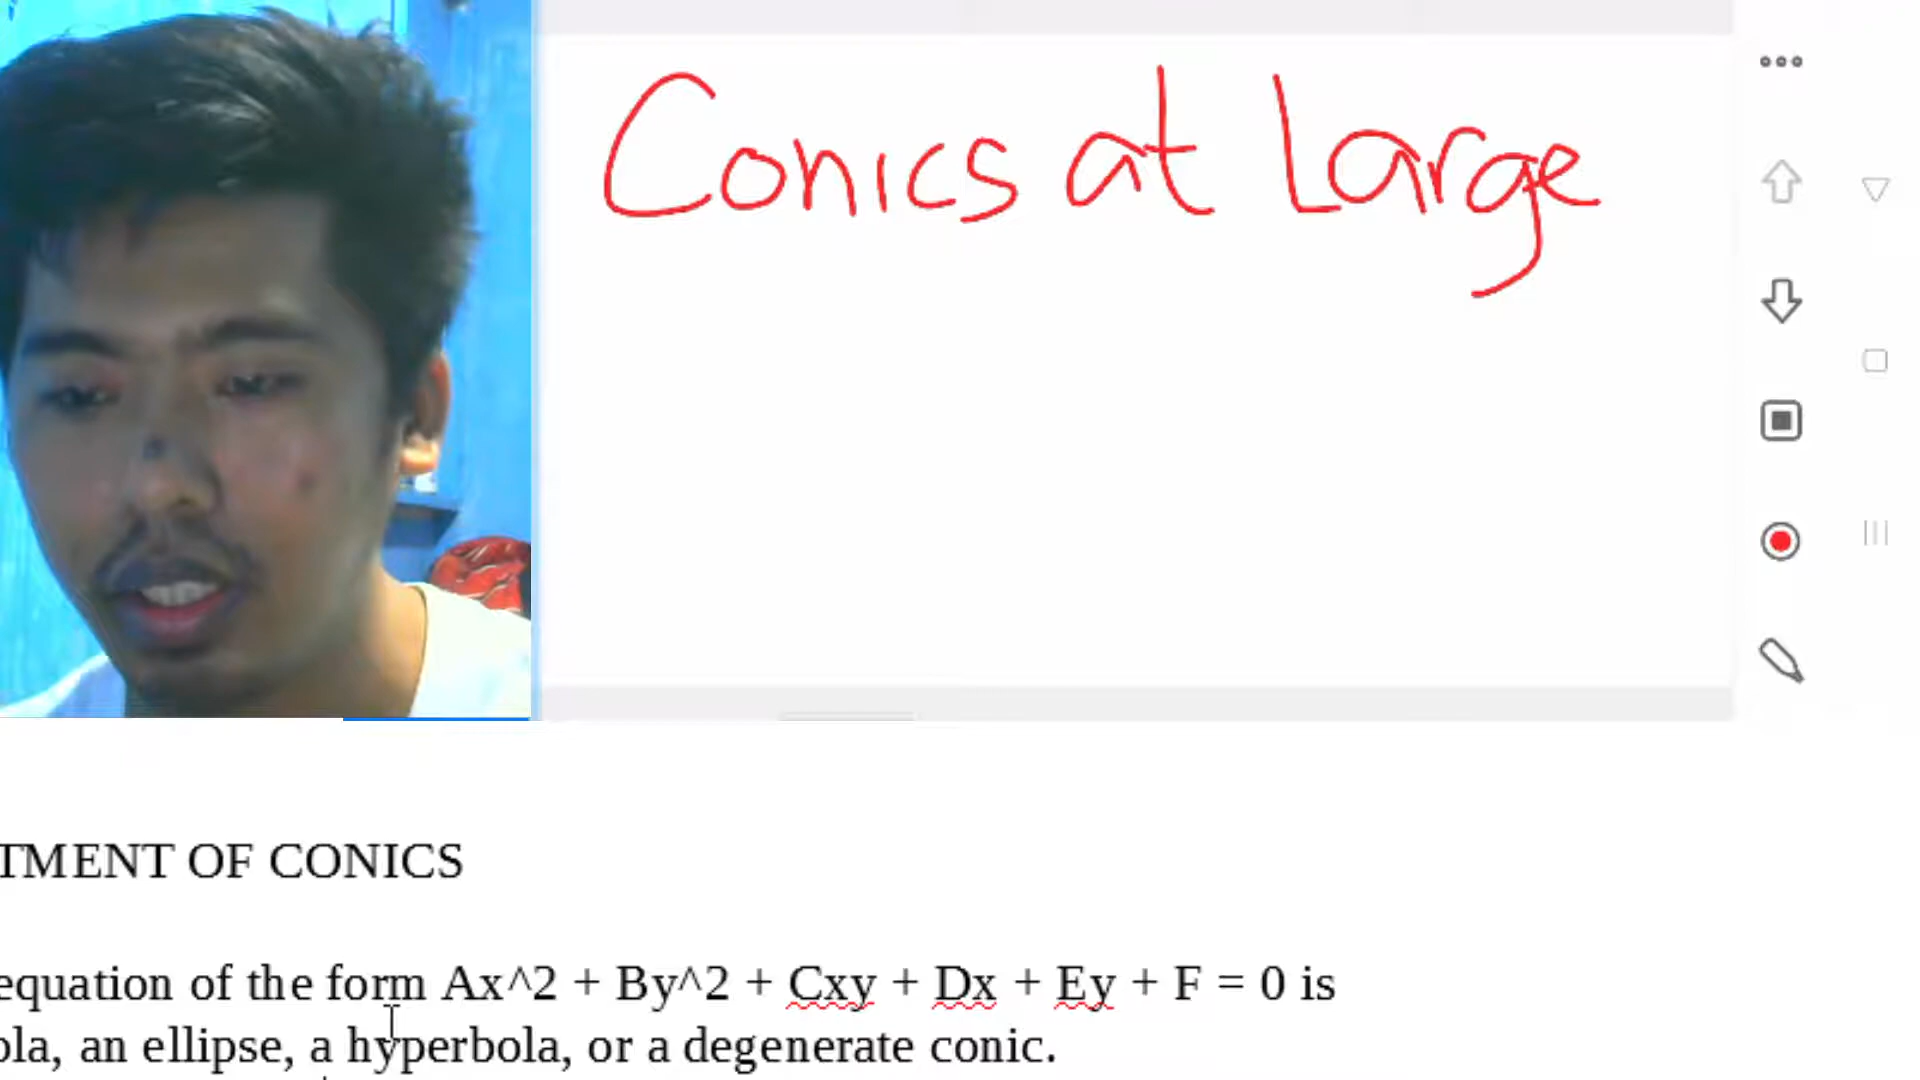 Conics at Large
TMENT OF CONICS
equation of the form Ax^2 + By^2 + Cxy + Dx + Ey + F = 0 is
ola, an ellipse, a hyperbola, or a degenerate conic.